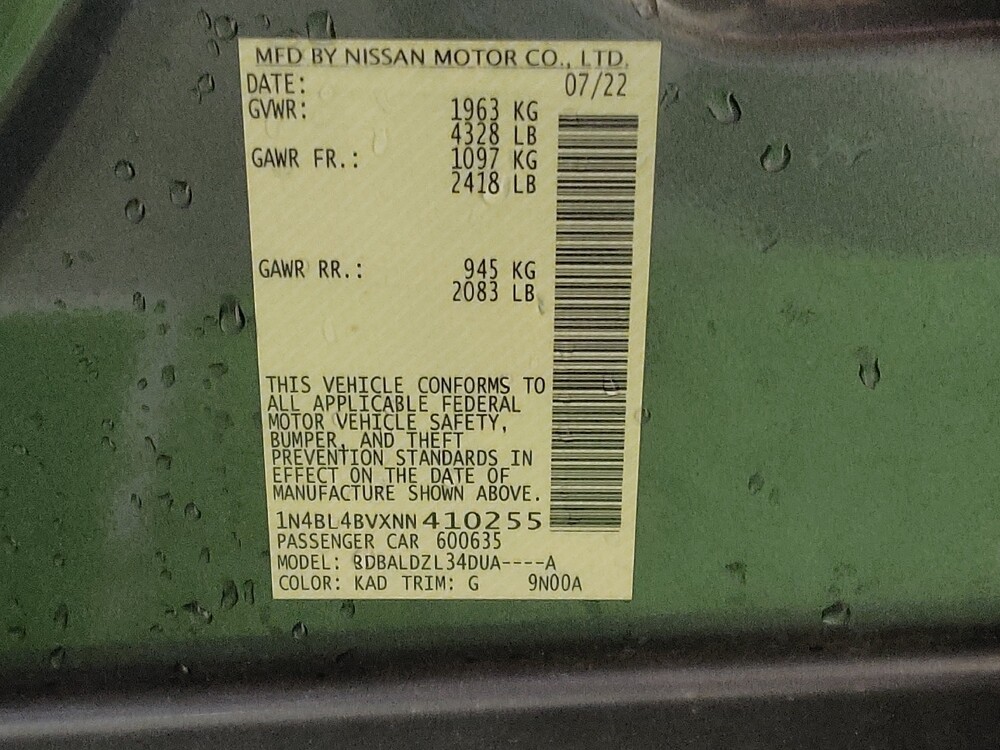 MFD BY NISSAN MOTOR CO., LTD.
DATE: 07/22
GVWR: 1963 KG
4328 LB
GAWR FR.: 1097 KG
2418 LB
GAWR RR.: 945 KG
2083 LB
THIS VEHICLE CONFORMS TO
ALL APPLICABLE FEDERAL
MOTOR VEHICLE SAFETY,
BUMPER, AND THEFT
PREVENTION STANDARDS IN
EFFECT ON THE DATE OF
MANUFACTURE SHOWN ABOVE.
1N4BL4BVXNN410255
PASSENGER CAR 600635
MODEL: BDBALDZL34DUA----A
COLOR: KAD TRIM: G 9N00A